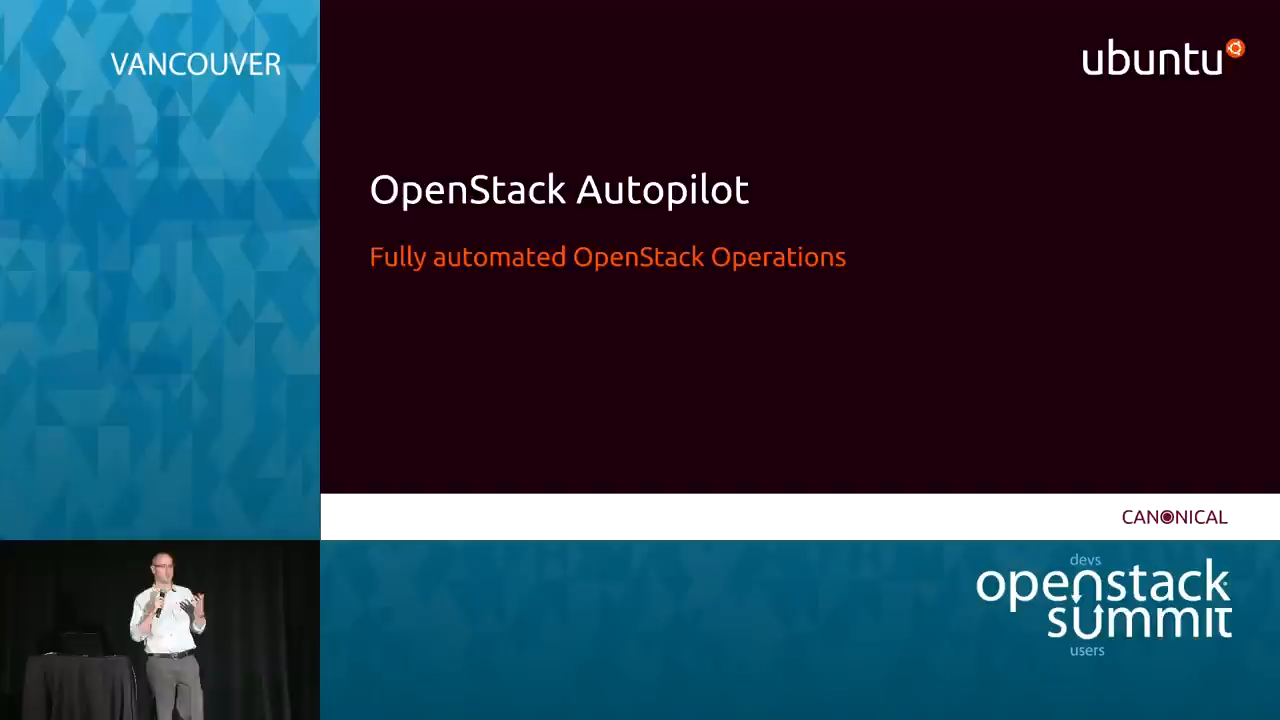 VANCOUVER
ubuntu
OpenStack Autopilot
Fully automated OpenStack Operations
CANONICAL
devs
openstack
summit
users